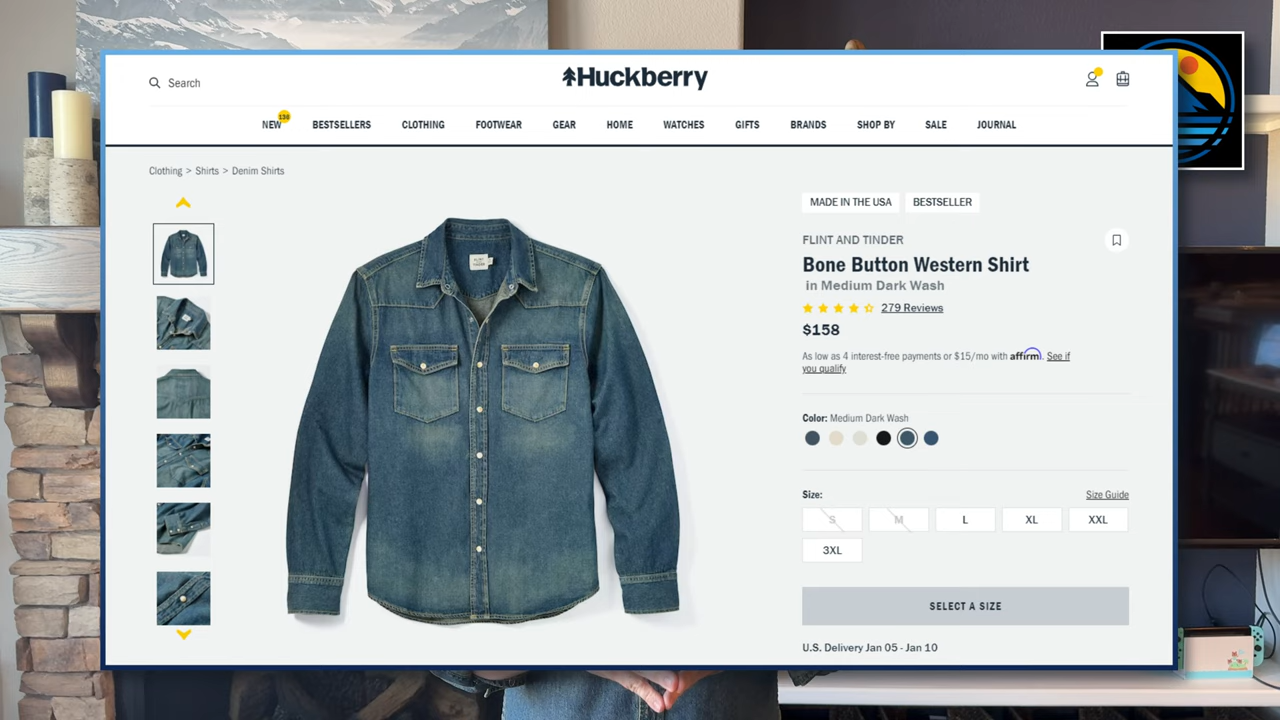 Search
Huckberry
NEW
136
BESTSELLERS
CLOTHING
FOOTWEAR
GEAR
HOME
WATCHES
GIFTS
BRANDS
SHOP BY
SALE
JOURNAL
Clothing > Shirts > Denim Shirts
FLINT
TINDER
MADE IN THE USA
BESTSELLER
FLINT AND TINDER
Bone Button Western Shirt
in Medium Dark Wash
279 Reviews
$158
As low as 4 interest-free payments or $15/mo with affirm. See if
you qualify
Color: Medium Dark Wash
Size:
Size Guide
S
M
L
XL
XXL
3XL
SELECT A SIZE
U.S. Delivery Jan 05 - Jan 10